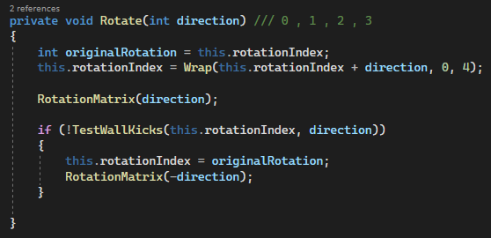 2 references
private void Rotate(int direction) /// 0 , 1 , 2 , 3
{
int originalRotation = this.rotationIndex;
this.rotationIndex = Wrap(this.rotationIndex + direction, 0, 4);
RotationMatrix(direction);
if (!TestWallKicks(this.rotationIndex, direction))
{
this.rotationIndex = originalRotation;
RotationMatrix(-direction);
}
}